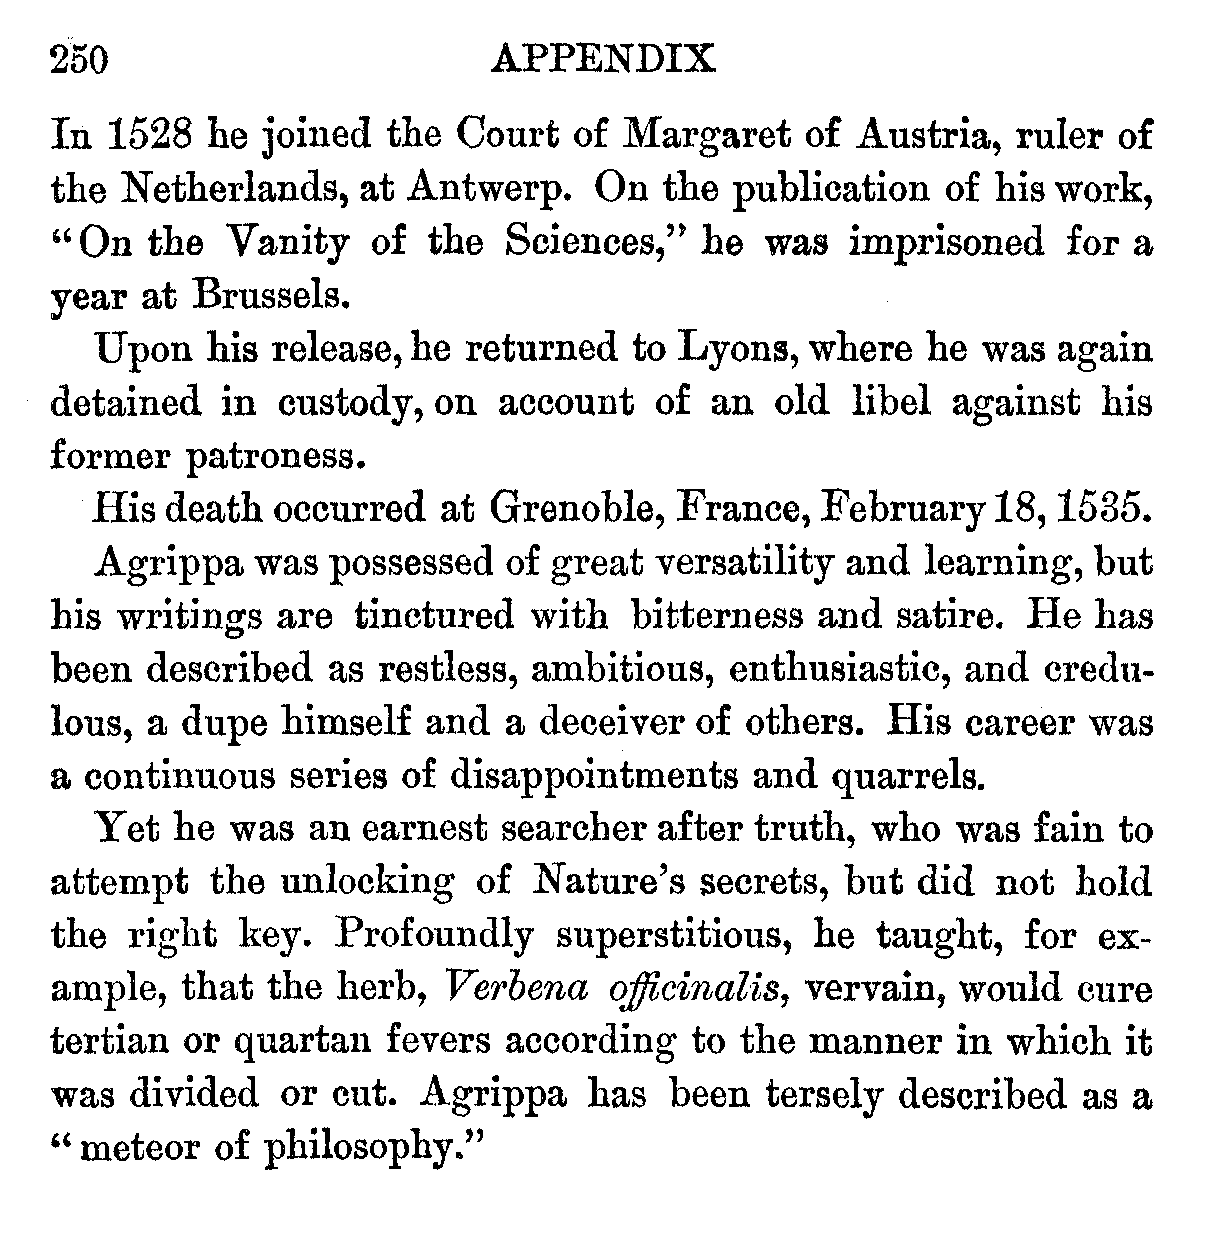 250 APPENDIX
In 1528 he joined the Court of Margaret of Austria, ruler of
the Netherlands, at Antwerp. On the publication of his work,
“On the Vanity of the Sciences,” he was imprisoned for a
year at Brussels.
Upon his release, he returned to Lyons, where he was again
detained in custody, on account of an old libel against his
former patroness.
His death occurred at Grenoble, France, February 18, 1535.
Agrippa was possessed of great versatility and learning, but
his writings are tinctured with bitterness and satire. He has
been described as restless, ambitious, enthusiastic, and credu-
lous, a dupe himself and a deceiver of others. His career was
a continuous series of disappointments and quarrels.
Yet he was an earnest searcher after truth, who was fain to
attempt the unlocking of Nature’s secrets, but did not hold
the right key. Profoundly superstitious, he taught, for ex-
ample, that the herb, Verbena officinalis, vervain, would cure
tertian or quartan fevers according to the manner in which it
was divided or cut. Agrippa has been tersely described as a
“meteor of philosophy.”